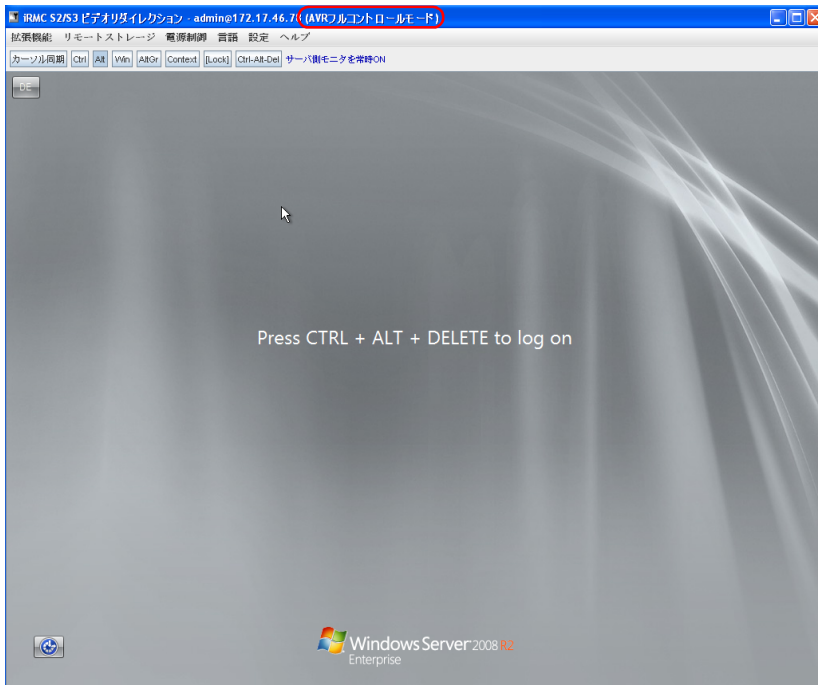 iRMC S2/S3 ビデオリダイレクション - admin@172.17.46.78 (AVRフルコントロールモード)
拡張機能 リモートストレージ 電源制御 言語 設定 ヘルプ
カーソル同期 Ctrl Alt Win AltGr Context [Lock] Ctrl-Alt-Del サーバ側モニタを常時ON
DE
Press CTRL + ALT + DELETE to log on
Windows Server 2008 R2
Enterprise